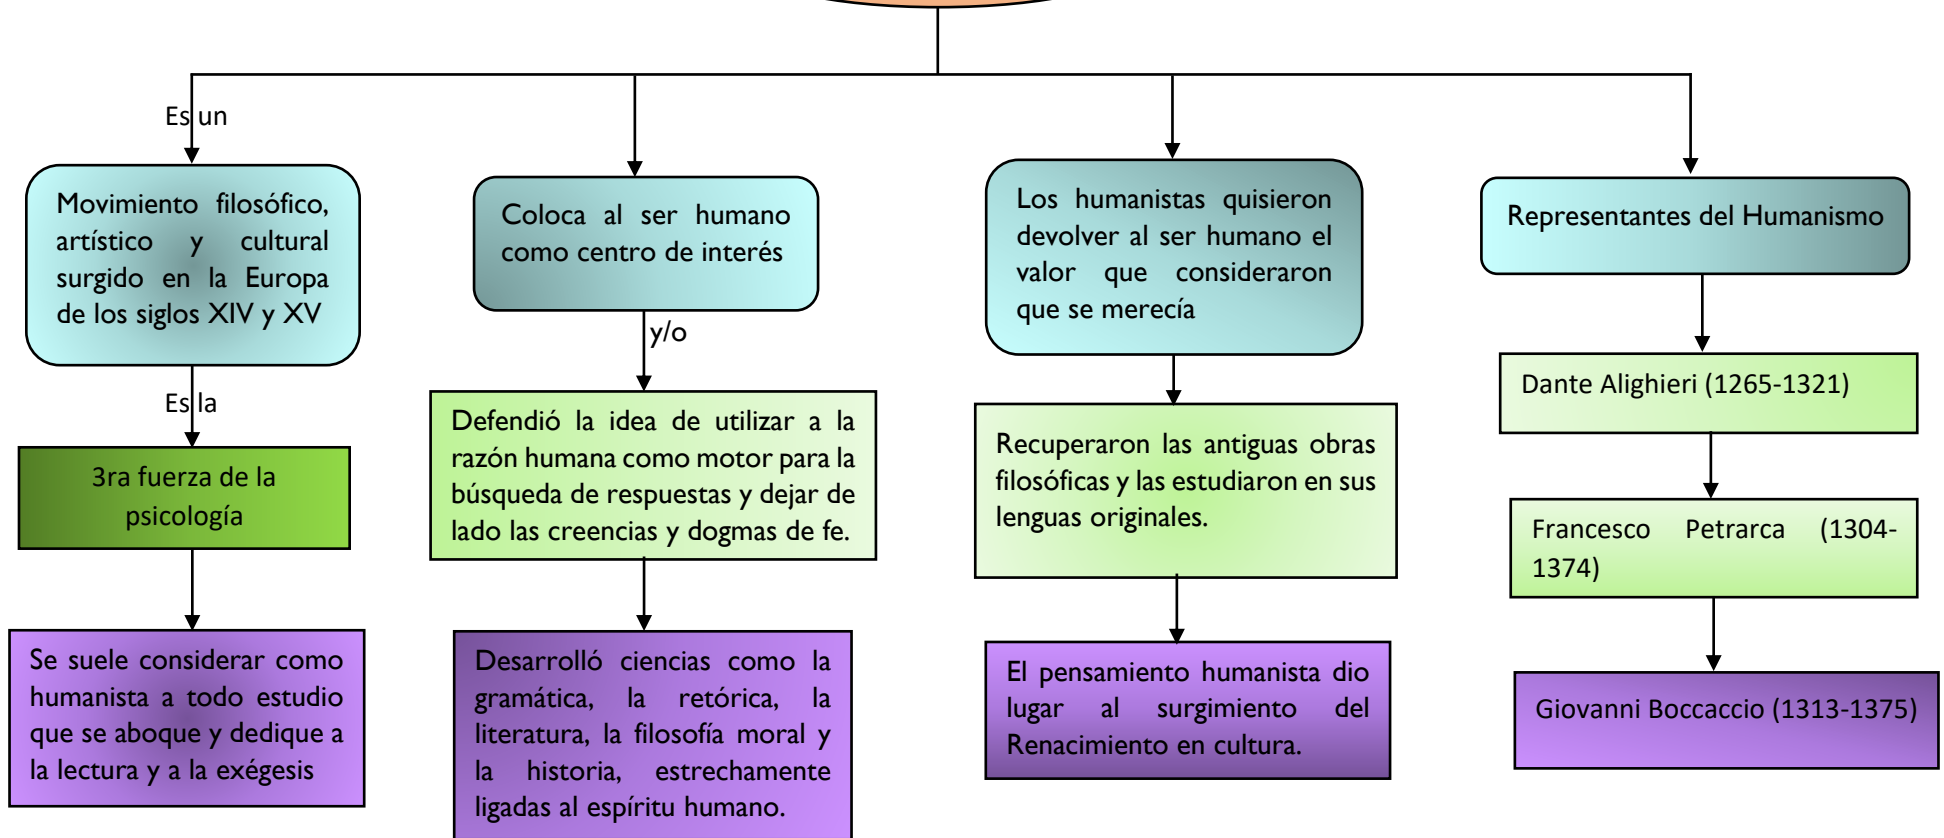 Es un
Movimiento filosófico,
artístico y cultural
surgido en la Europa
de los siglos XIV y XV
Es la
3ra fuerza de la
psicología
Se suele considerar como
humanista a todo estudio
que se aboque y dedique a
la lectura y a la exégesis
Coloca al ser humano
como centro de interés
y/o
Defendió la idea de utilizar a la
razón humana como motor para la
búsqueda de respuestas y dejar de
lado las creencias y dogmas de fe.
Desarrolló ciencias como la
gramática, la retórica, la
literatura, la filosofía moral y
la historia, estrechamente
ligadas al espíritu humano.
Los humanistas quisieron
devolver al ser humano el
valor que consideraron
que se merecía
Recuperaron las antiguas obras
filosóficas y las estudiaron en sus
lenguas originales.
El pensamiento humanista dio
lugar al surgimiento del
Renacimiento en cultura.
Representantes del Humanismo
Dante Alighieri (1265-1321)
Francesco Petrarca (1304-
1374)
Giovanni Boccaccio (1313-1375)